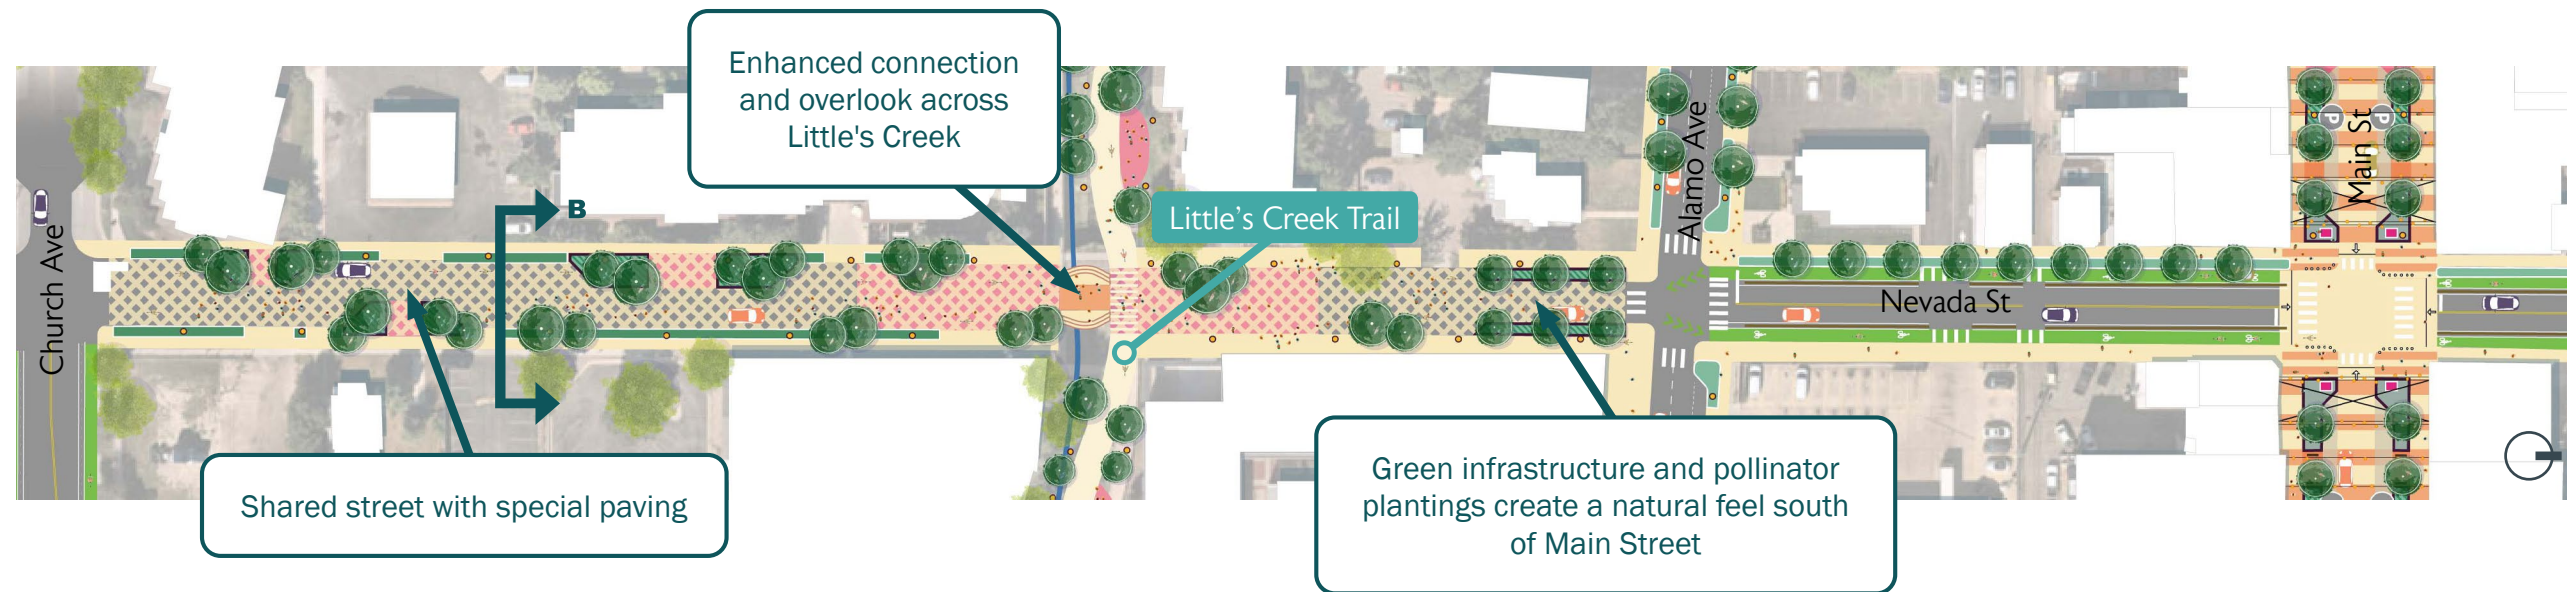 Enhanced connection
and overlook across
Little's Creek
B
Little's Creek Trail
Church Ave
Alamo Ave
Nevada St
Main St
P
P
Shared street with special paving
Green infrastructure and pollinator
plantings create a natural feel south
of Main Street